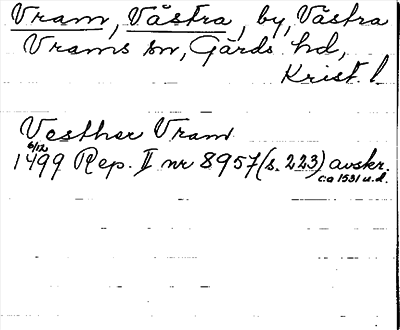 Vram, Västra, by, Västra
Vrams sn, Gärds hd,
Krist. l.
Vesther Vram
6/12
1499 Rep. II nr 8957 (s. 223) avskr.
ca 1531 u.d.